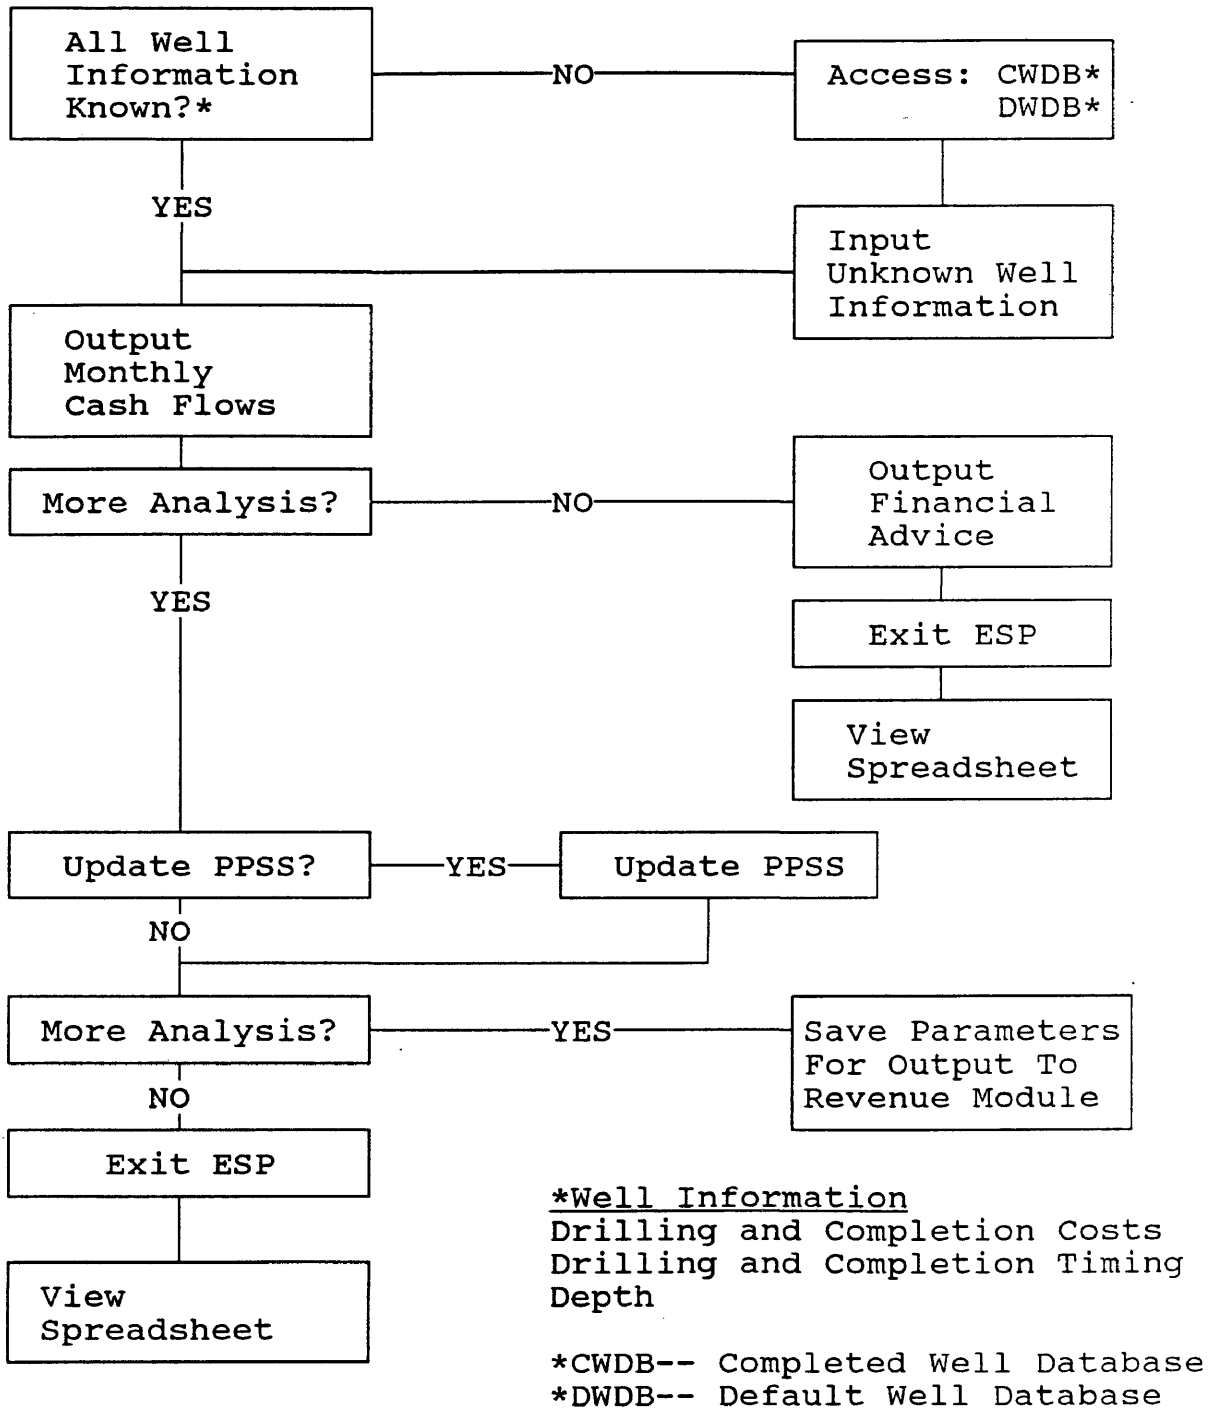 All Well
Information
Known?*
NO
Access: CWDB*
DWDB*
YES
Input
Unknown Well
Information
Output
Monthly
Cash Flows
More Analysis?
NO
Output
Financial
Advice
YES
Exit ESP
View
Spreadsheet
Update PPSS?
YES
Update PPSS
NO
More Analysis?
YES
Save Parameters
For Output To
Revenue Module
NO
Exit ESP
View
Spreadsheet
*Well Information
Drilling and Completion Costs
Drilling and Completion Timing
Depth
*CWDB-- Completed Well Database
*DWDB-- Default Well Database